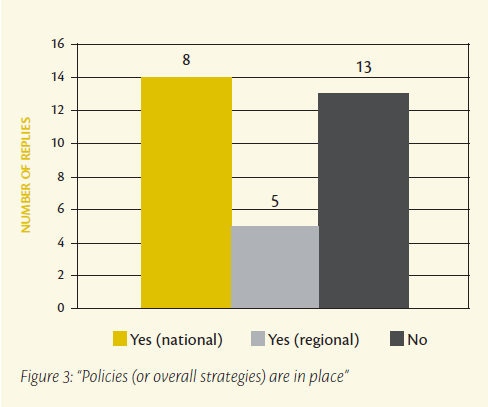 16
14
12
10
8
6
4
2
0
NUMBER OF REPLIES
8
5
13
Yes (national)
Yes (regional)
No
Figure 3: “Policies (or overall strategies) are in place”